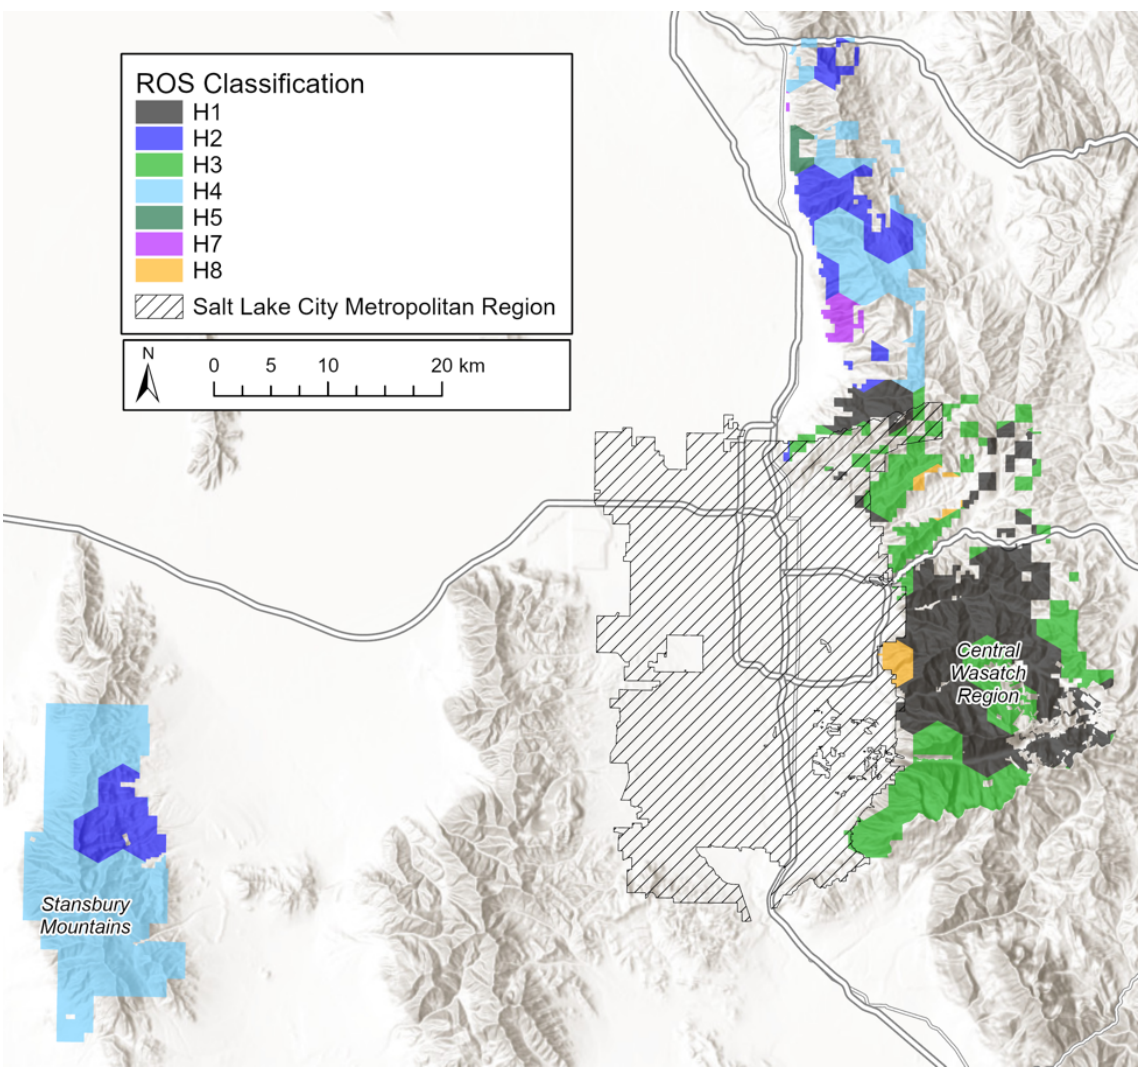 ROS Classification
H1
H2
H3
H4
H5
H7
H8
Salt Lake City Metropolitan Region
N
0 5 10 20 km
Central
Wasatch
Region
Stansbury
Mountains